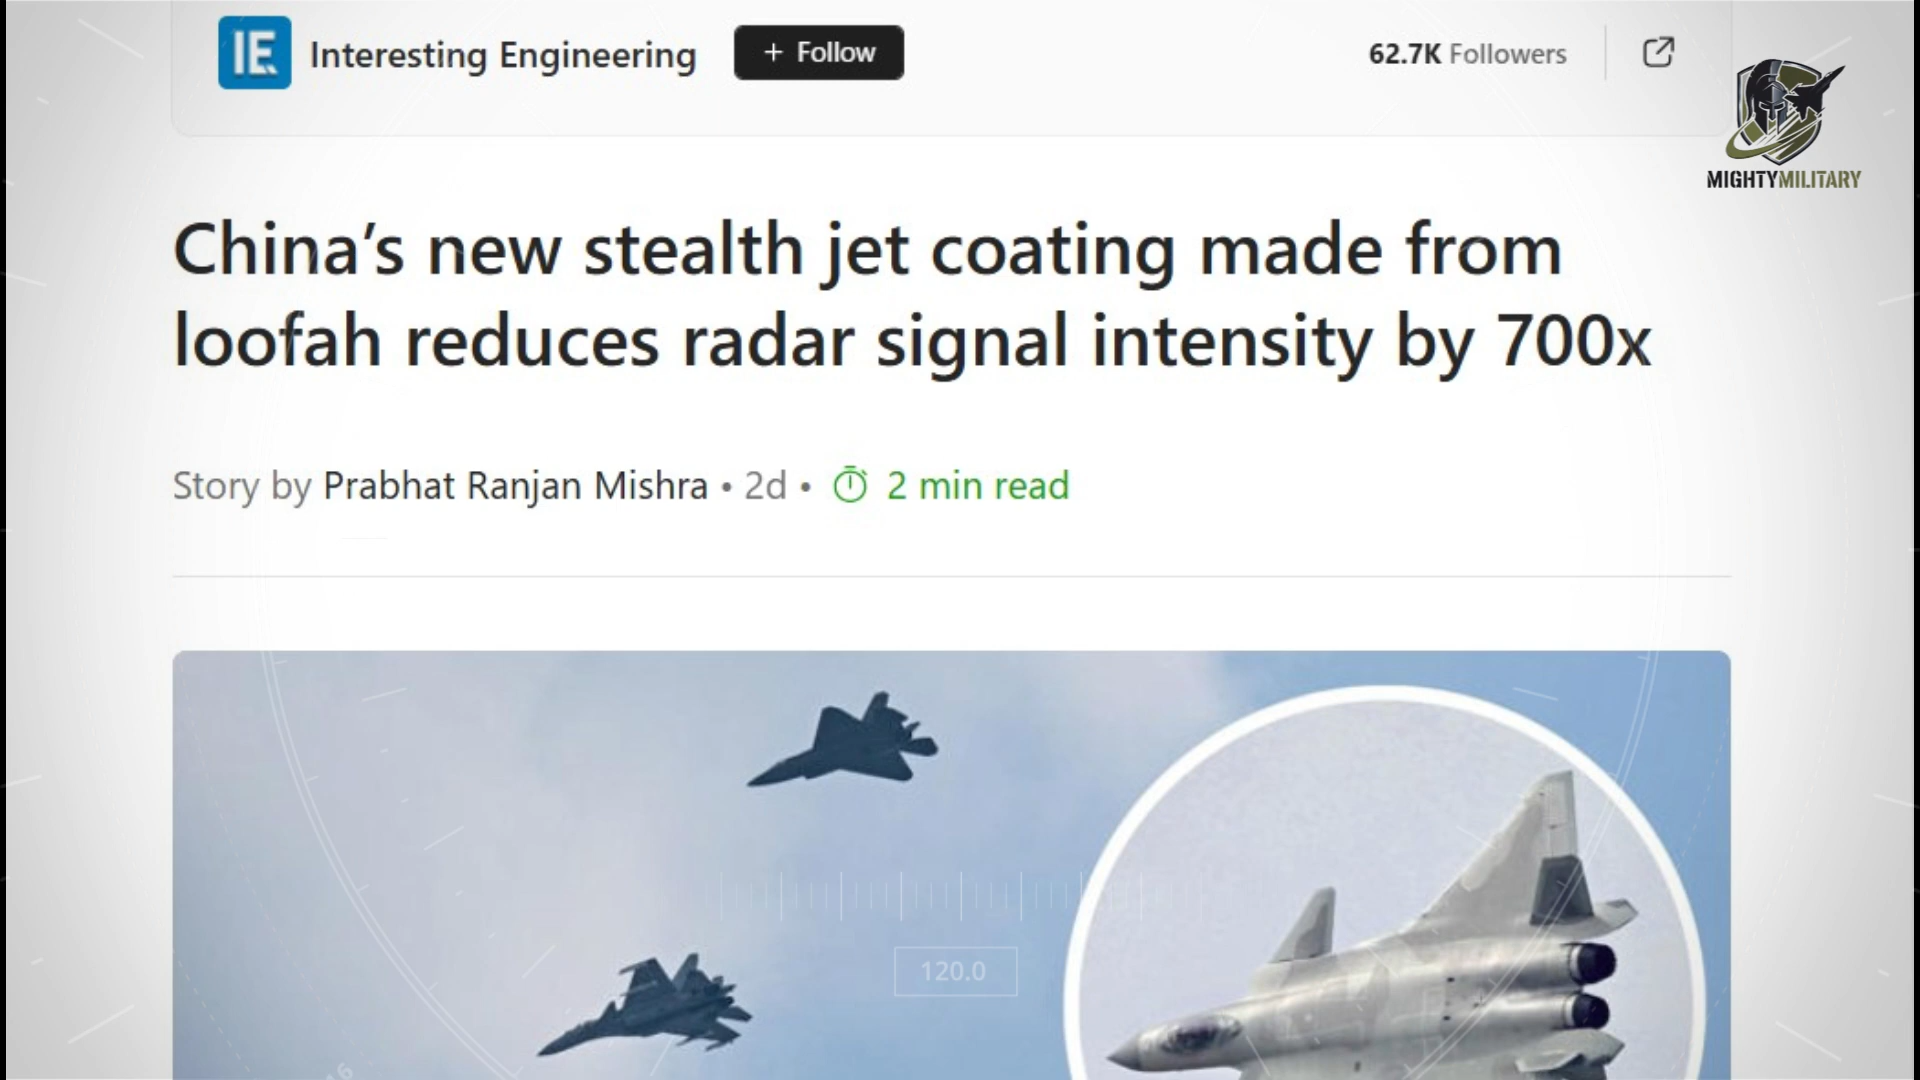 IE Interesting Engineering + Follow 62.7K Followers
MIGHTYMILITARY
China’s new stealth jet coating made from
loofah reduces radar signal intensity by 700x
Story by Prabhat Ranjan Mishra • 2d • 2 min read
120.0
16